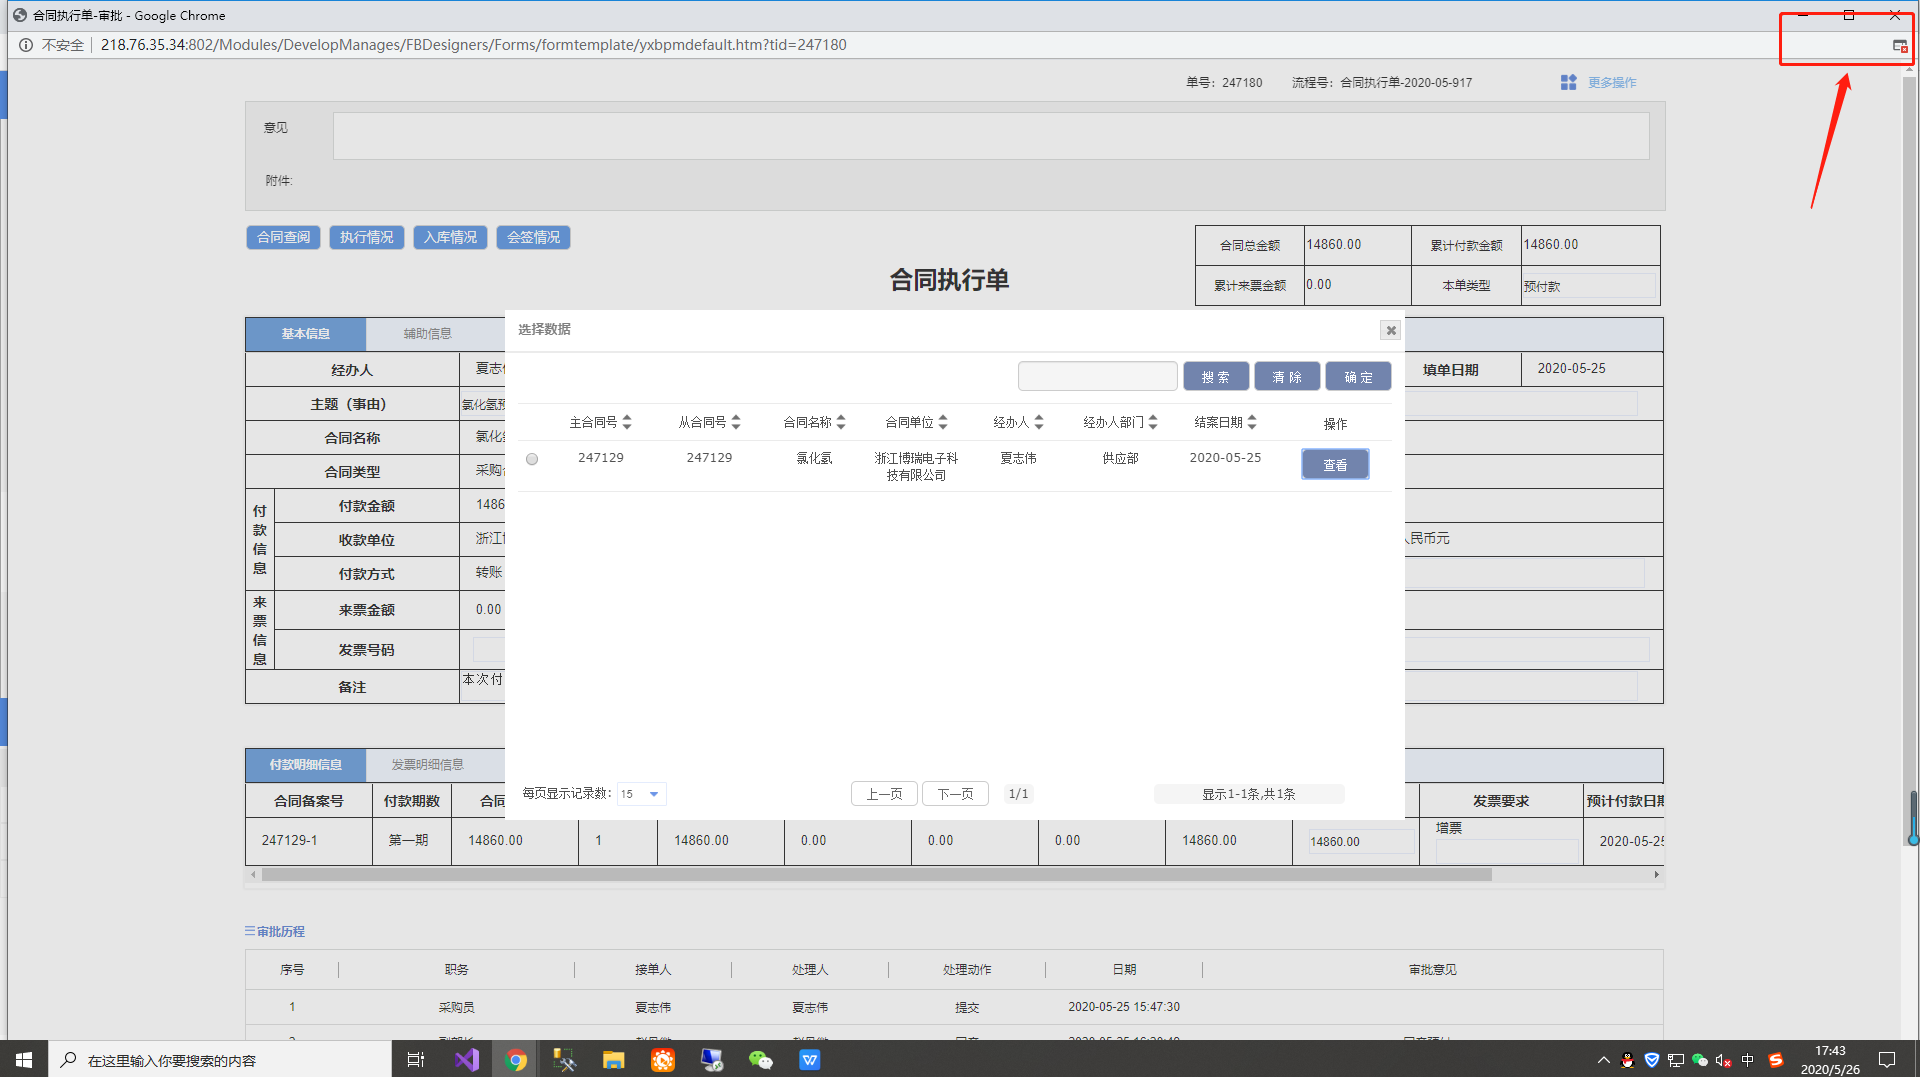 合同执行单-审批 - Google Chrome
不安全 218.76.35.34:802/Modules/DevelopManages/FBDesigners/Forms/formtemplate/yxbpmdefault.htm?tid=247180
单号：247180 流程号：合同执行单-2020-05-917 更多操作
意见
附件:
合同查阅 执行情况 入库情况 会签情况
合同总金额 14860.00 累计付款金额 14860.00
合同执行单
累计来票金额 0.00 本单类型 预付款
选择数据
基本信息 辅助信息
经办人 夏志 填单日期 2020-05-25
搜 索 清 除 确 定
主题（事由） 氯化氢预
主合同号 从合同号 合同名称 合同单位 经办人 经办人部门 结案日期 操作
合同名称 氯化
247129 247129 氯化氢 浙江博瑞电子科技有限公司 夏志伟 供应部 2020-05-25 查看
合同类型 采购
付款信息
付款金额 1486
收款单位 浙江 人民币元
付款方式 转账
来票信息
来票金额 0.00
发票号码
备注 本次付
付款明细信息 发票明细信息
每页显示记录数: 15 上一页 下一页 1/1 显示1-1条,共1条
合同备案号 付款期数 合同 发票要求 预计付款日期
247129-1 第一期 14860.00 1 14860.00 0.00 0.00 0.00 14860.00 14860.00 增票 2020-05-25
审批历程
序号 职务 接单人 处理人 处理动作 日期 审批意见
1 采购员 夏志伟 夏志伟 提交 2020-05-25 15:47:30
在这里输入你要搜索的内容
中
17:43
2020/5/26